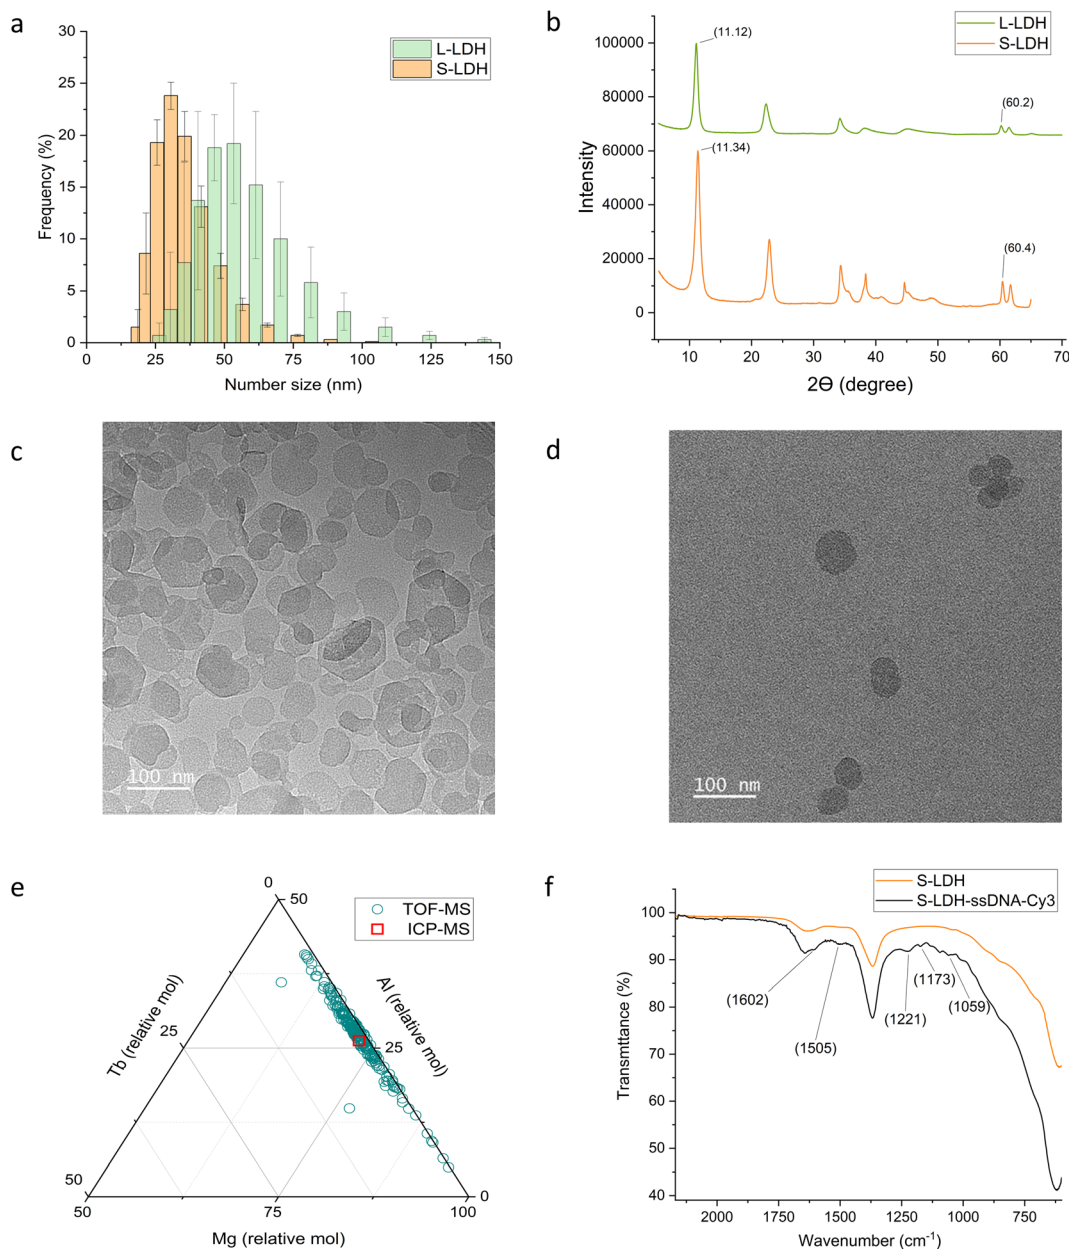 a
30
25
20
15
10
5
0
Frequency (%)
L-LDH
S-LDH
0 25 50 75 100 125 150
Number size (nm)
b
L-LDH
S-LDH
(11.12)
(60.2)
(11.34)
(60.4)
100000
80000
60000
40000
20000
0
Intensity
10 20 30 40 50 60 70
2ϴ (degree)
c
100 nm
d
100 nm
e
0
50
TOF-MS
ICP-MS
Tb (relative mol)
Al (relative mol)
25
25
50
0
50 75 100
Mg (relative mol)
f
S-LDH
S-LDH-ssDNA-Cy3
100
90
80
70
60
50
40
Transmttance (%)
(1602)
(1505)
(1221)
(1173)
(1059)
2000 1750 1500 1250 1000 750
Wavenumber (cm⁻¹)